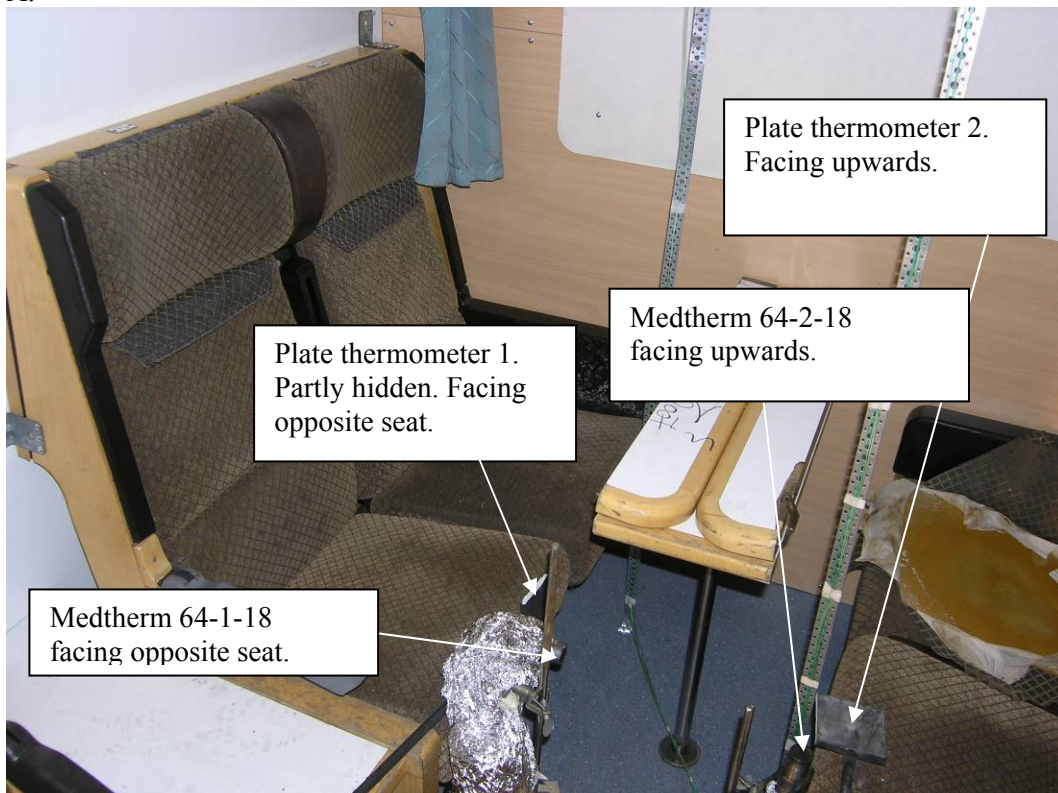 Plate thermometer 2.
Facing upwards.
Medtherm 64-2-18
facing upwards.
Plate thermometer 1.
Partly hidden. Facing
opposite seat.
Medtherm 64-1-18
facing opposite seat.